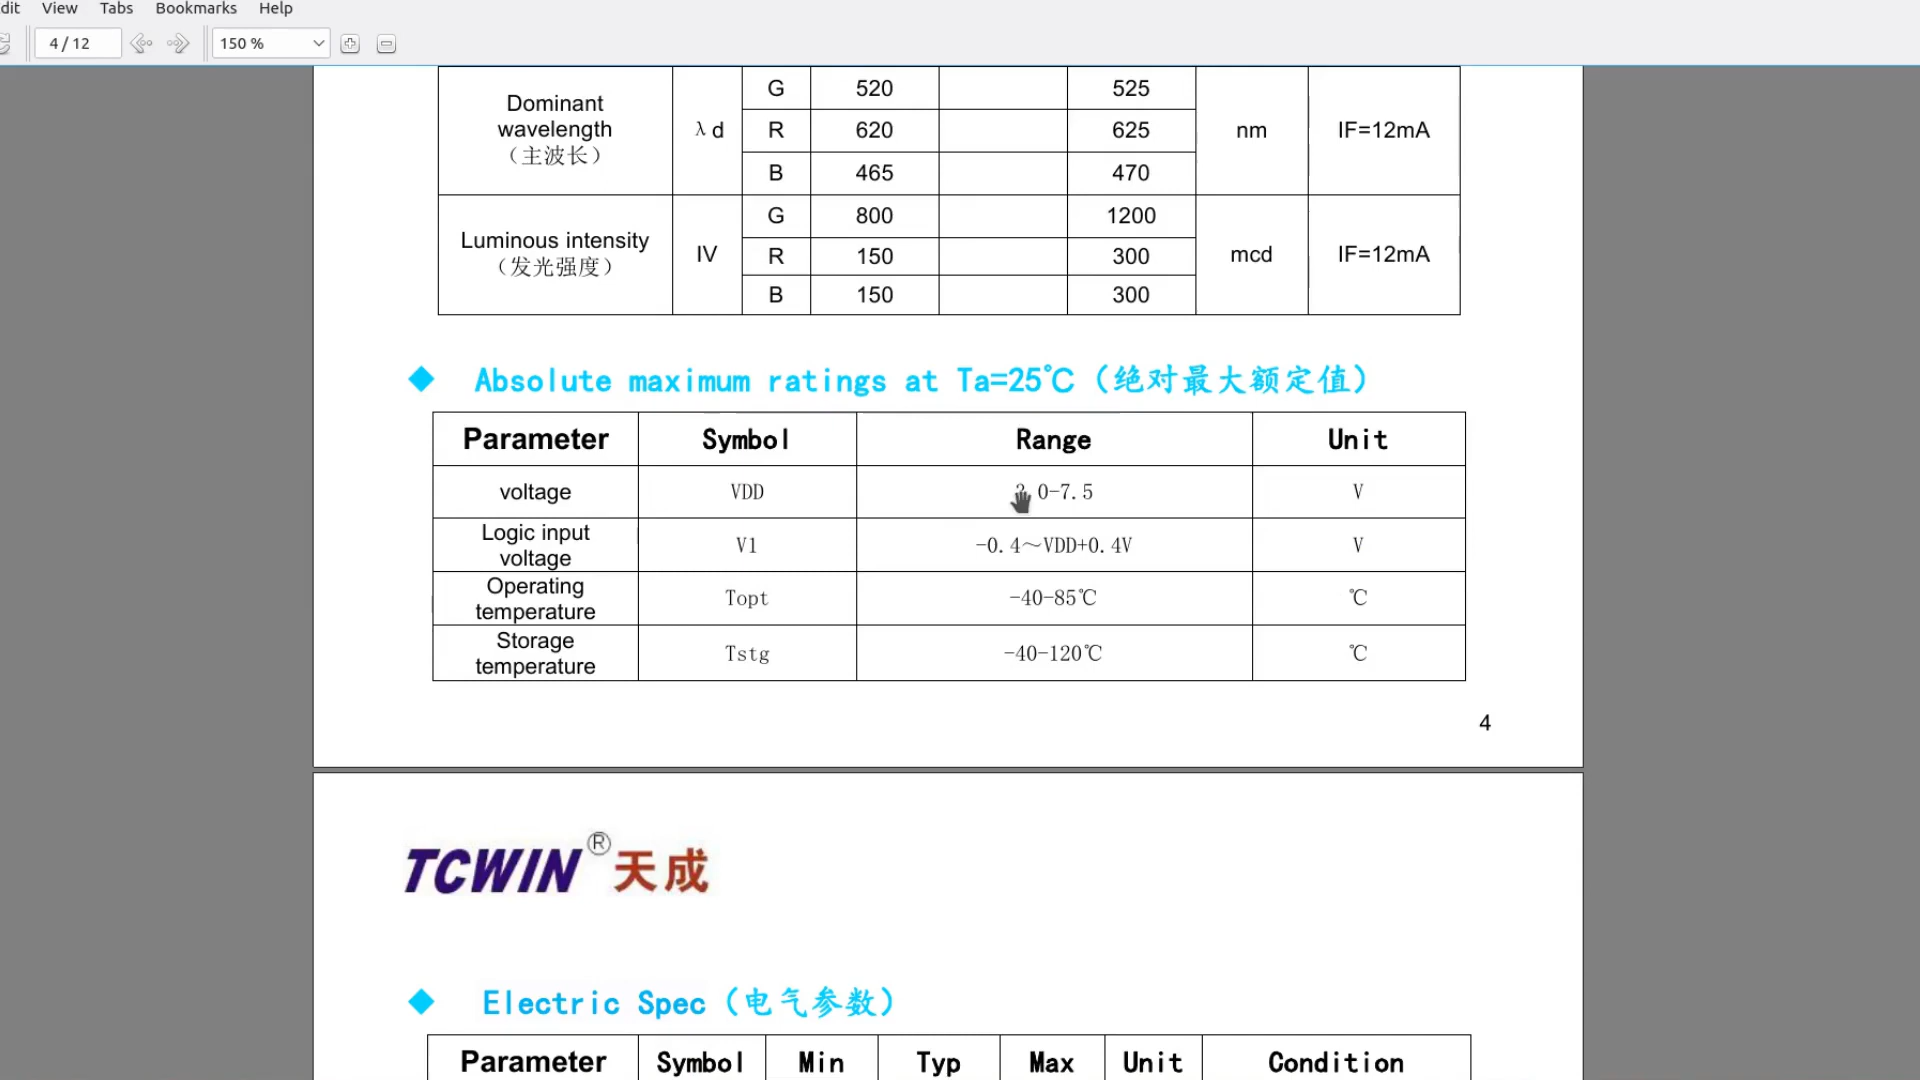 dit View Tabs Bookmarks Help
4 / 12 150 %
Dominant wavelength （主波长） λd G 520 525 nm IF=12mA
R 620 625
B 465 470
Luminous intensity （发光强度） IV G 800 1200 mcd IF=12mA
R 150 300
B 150 300
◆ Absolute maximum ratings at Ta=25℃（绝对最大额定值）
Parameter Symbol Range Unit
voltage VDD 0-7.5 V
Logic input voltage V1 -0.4～VDD+0.4V V
Operating temperature Topt -40-85℃ ℃
Storage temperature Tstg -40-120℃ ℃
4
TCWIN® 天成
◆ Electric Spec（电气参数）
Parameter Symbol Min Typ Max Unit Condition